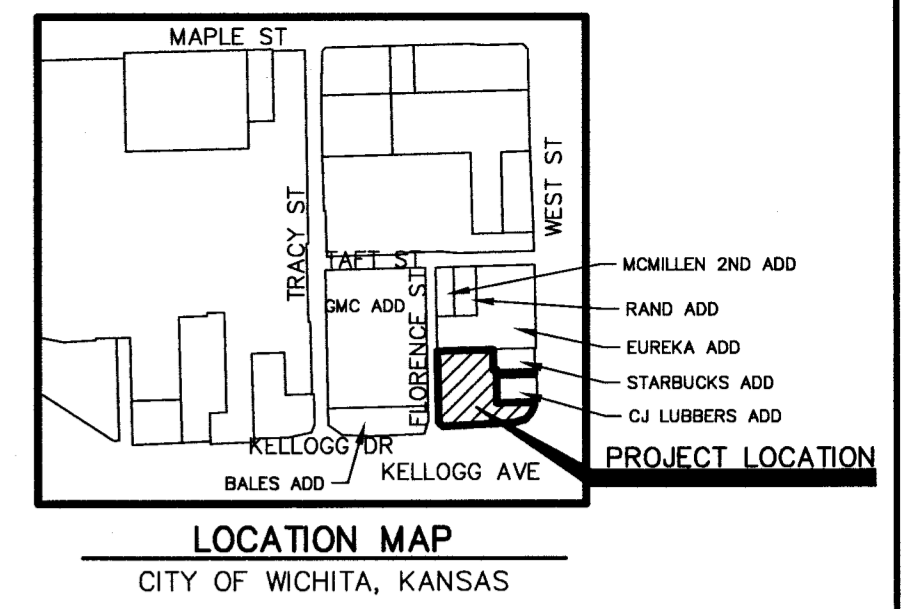 MAPLE ST
WEST ST
TRACY ST
TAFT ST
FLORENCE ST
GMC ADD
MCMILLEN 2ND ADD
RAND ADD
EUREKA ADD
STARBUCKS ADD
CJ LUBBERS ADD
PROJECT LOCATION
KELLOGG DR
KELLOGG AVE
BALES ADD
LOCATION MAP
CITY OF WICHITA, KANSAS